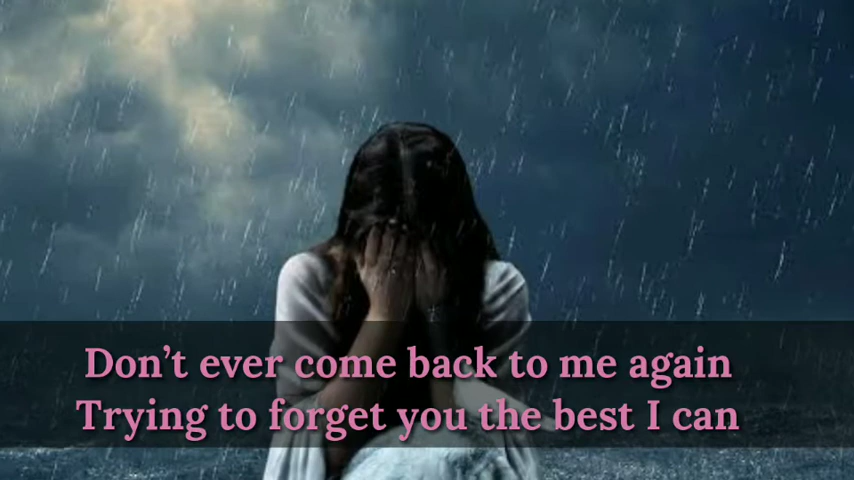 Don’t ever come back to me again
Trying to forget you the best I can